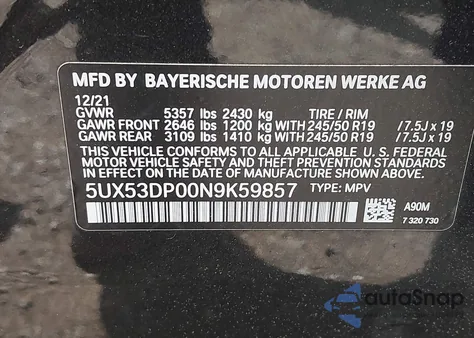 MFD BY BAYERISCHE MOTOREN WERKE AG
12/21
GVWR 5357 lbs 2430 kg TIRE / RIM
GAWR FRONT 2646 lbs 1200 kg WITH 245/50 R19 /7.5J x 19
GAWR REAR 3109 lbs 1410 kg WITH 245/50 R19 /7.5J x 19
THIS VEHICLE CONFORMS TO ALL APPLICABLE U. S. FEDERAL
MOTOR VEHICLE SAFETY AND THEFT PREVENTION STANDARDS IN
EFFECT ON THE DATE OF MANUFACTURE SHOWN ABOVE.
5UX53DP00N9K59857 TYPE: MPV
A90M
7 320 730
autoSnap